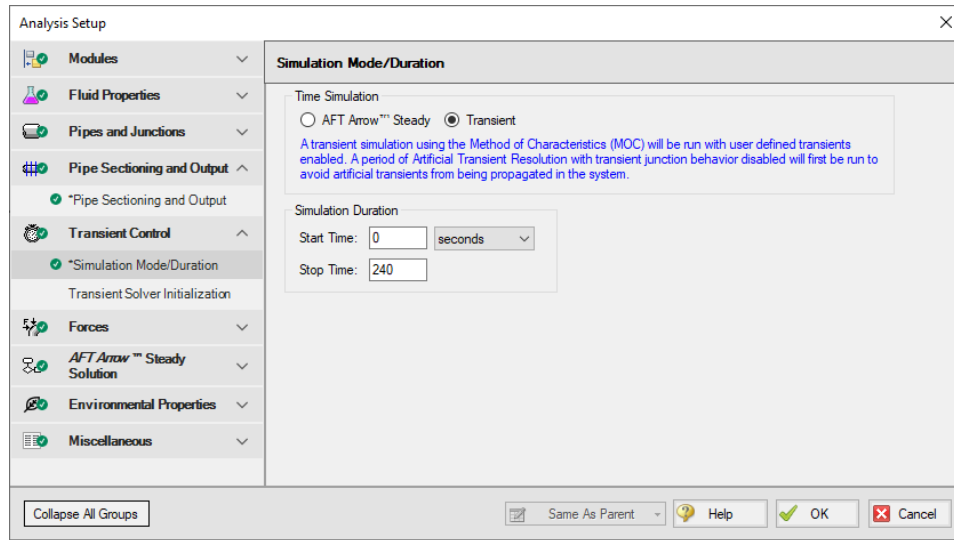 Analysis Setup
Modules
Fluid Properties
Pipes and Junctions
Pipe Sectioning and Output
*Pipe Sectioning and Output
Transient Control
*Simulation Mode/Duration
Transient Solver Initialization
Forces
AFT Arrow ™ Steady
Solution
Environmental Properties
Miscellaneous
Simulation Mode/Duration
Time Simulation
AFT Arrow™ Steady Transient
A transient simulation using the Method of Characteristics (MOC) will be run with user defined transients
enabled. A period of Artificial Transient Resolution with transient junction behavior disabled will first be run to
avoid artificial transients from being propagated in the system.
Simulation Duration
Start Time: 0 seconds
Stop Time: 240
Collapse All Groups Same As Parent Help OK Cancel